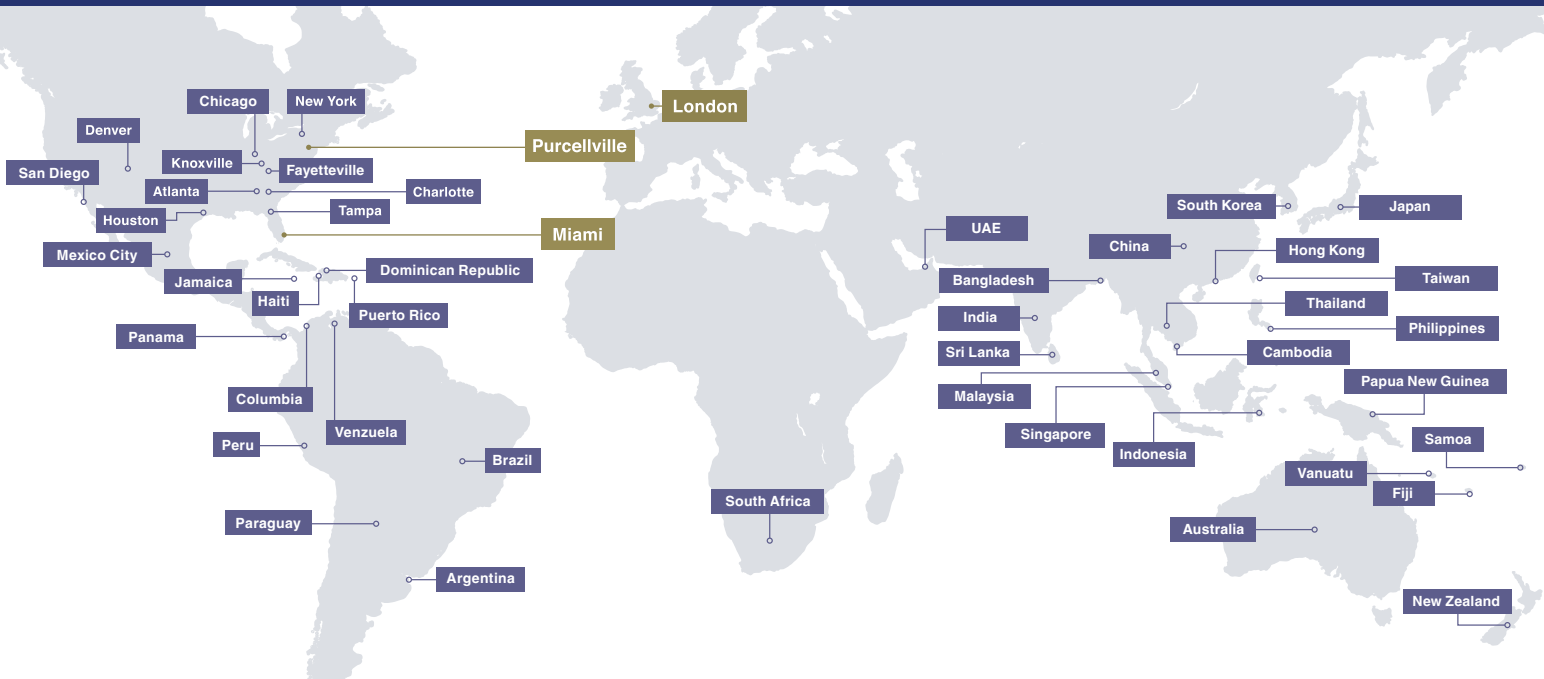 Chicago
New York
London
Denver
Purcellville
Knoxville
Fayetteville
San Diego
Atlanta
Charlotte
Houston
Tampa
Miami
Mexico City
Jamaica
Dominican Republic
Haiti
Puerto Rico
Panama
Columbia
Venzuela
Peru
Brazil
Paraguay
Argentina
South Africa
UAE
South Korea
Japan
China
Hong Kong
Bangladesh
Taiwan
India
Thailand
Philippines
Sri Lanka
Cambodia
Malaysia
Papua New Guinea
Singapore
Indonesia
Samoa
Vanuatu
Fiji
Australia
New Zealand